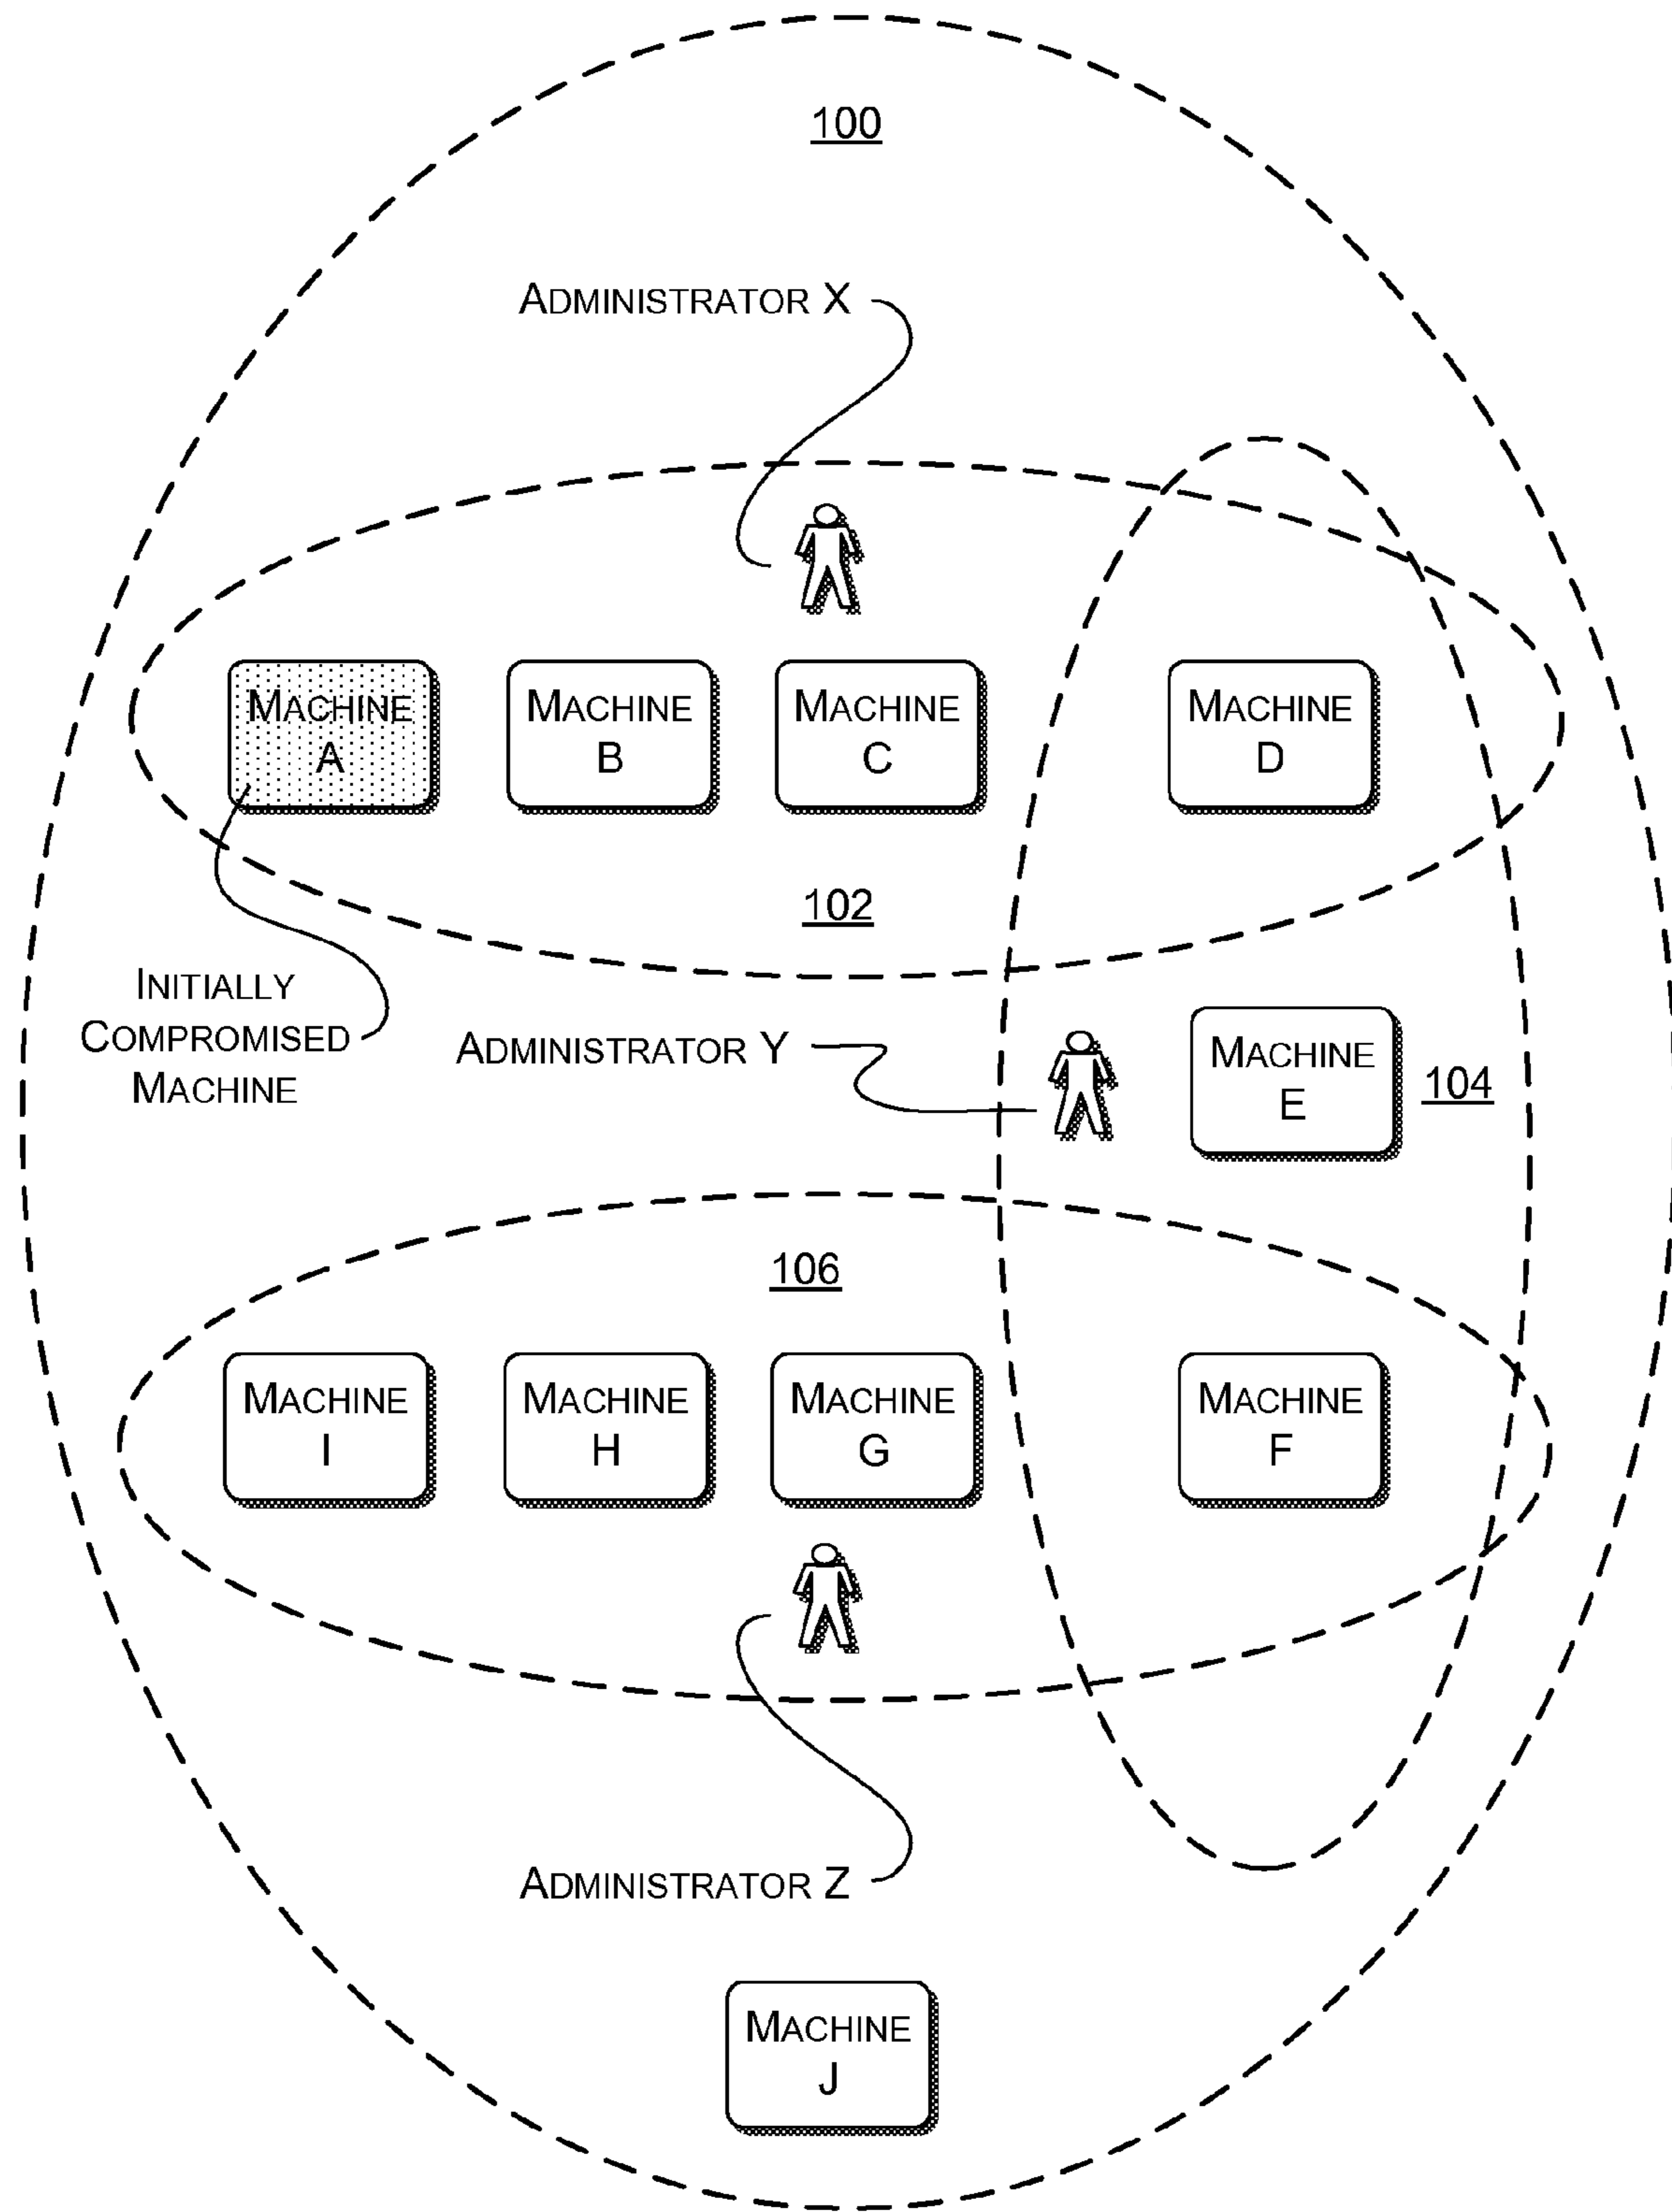 100
ADMINISTRATOR X
MACHINE
A
MACHINE
B
MACHINE
C
MACHINE
D
102
INITIALLY
COMPROMISED
MACHINE
ADMINISTRATOR Y
MACHINE
E
104
106
MACHINE
I
MACHINE
H
MACHINE
G
MACHINE
F
ADMINISTRATOR Z
MACHINE
J